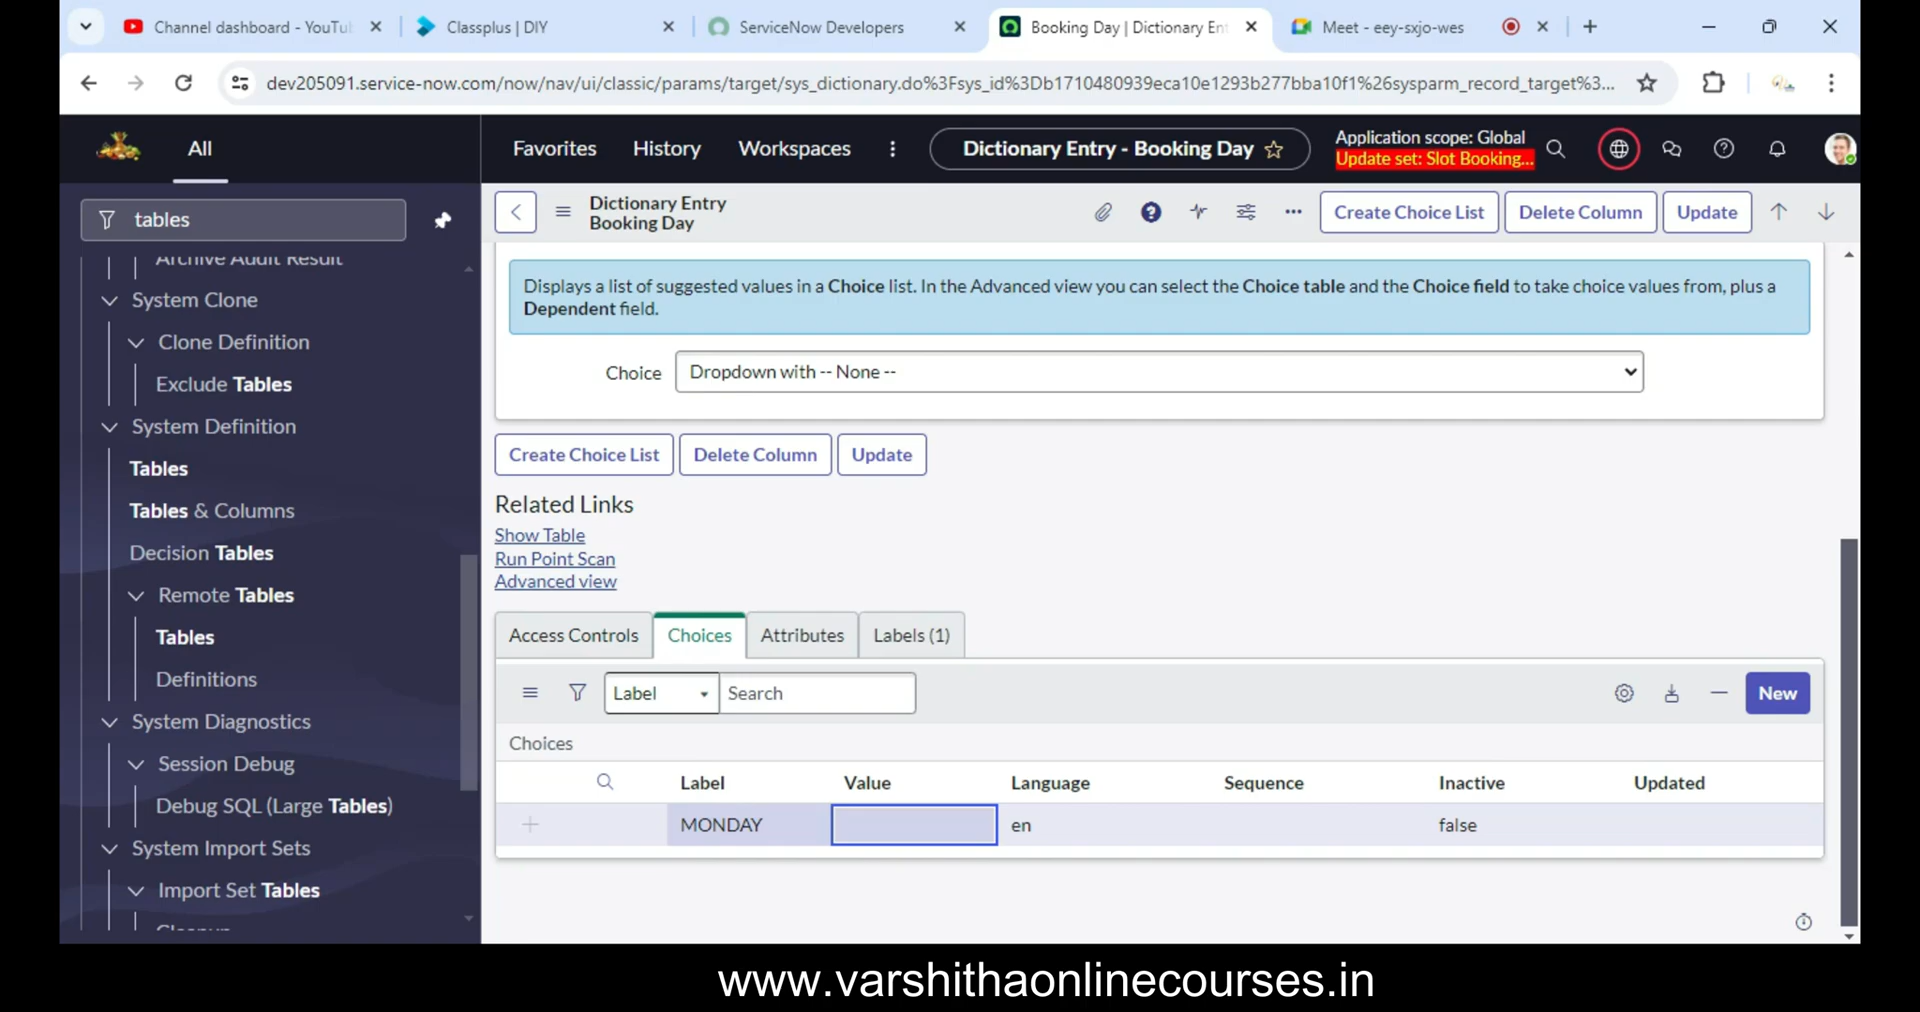 Channel dashboard - YouTu
Classplus | DIY
ServiceNow Developers
Booking Day | Dictionary Ent
Meet - eey-sxjo-wes
dev205091.service-now.com/now/nav/ui/classic/params/target/sys_dictionary.do%3Fsys_id%3Db1710480939eca10e1293b277bba10f1%26sysparm_record_target%3...
All
Favorites
History
Workspaces
Dictionary Entry - Booking Day
Application scope: Global
Update set: Slot Booking...
tables
Archive Audit Result
System Clone
Clone Definition
Exclude Tables
System Definition
Tables
Tables & Columns
Decision Tables
Remote Tables
Tables
Definitions
System Diagnostics
Session Debug
Debug SQL (Large Tables)
System Import Sets
Import Set Tables
Cleanup
Dictionary Entry
Booking Day
Create Choice List
Delete Column
Update
Displays a list of suggested values in a Choice list. In the Advanced view you can select the Choice table and the Choice field to take choice values from, plus a
Dependent field.
Choice
Dropdown with -- None --
Create Choice List
Delete Column
Update
Related Links
Show Table
Run Point Scan
Advanced view
Access Controls
Choices
Attributes
Labels (1)
Label
Search
New
Choices
Label
Value
Language
Sequence
Inactive
Updated
MONDAY
en
false
www.varshithaonlinecourses.in